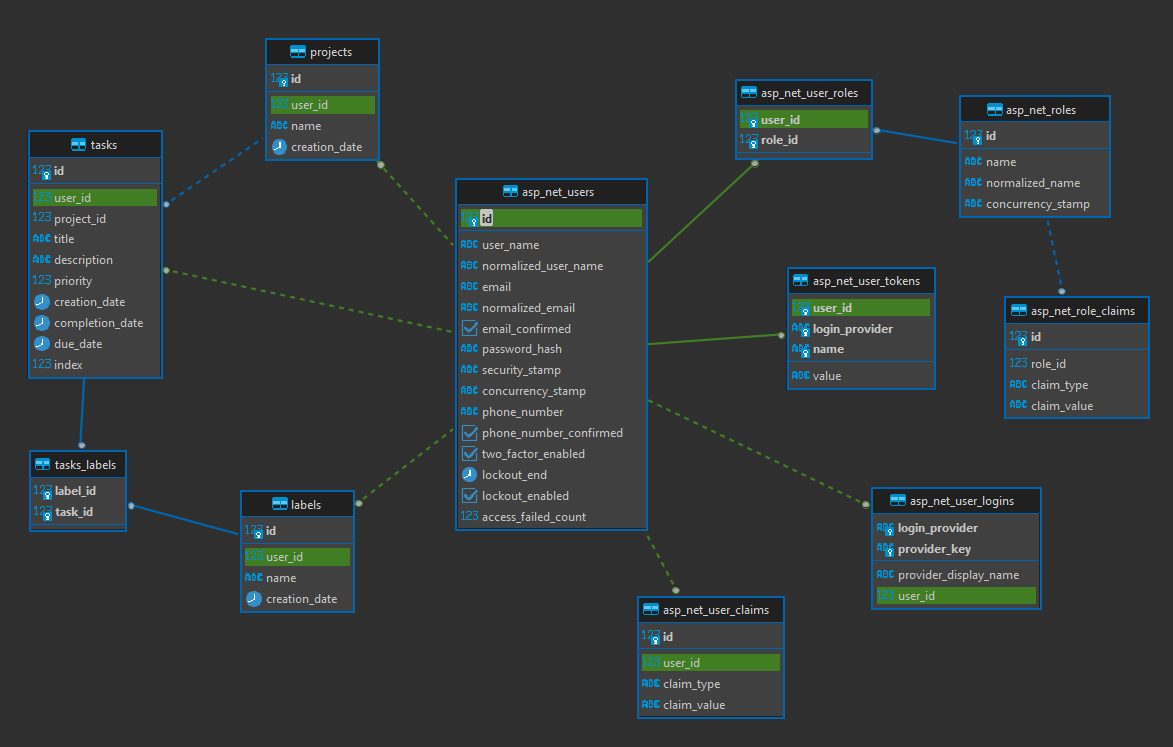 projects
123 id
123 user_id
ABC name
creation_date
tasks
123 id
123 user_id
123 project_id
ABC title
ABC description
123 priority
creation_date
completion_date
due_date
123 index
tasks_labels
123 label_id
123 task_id
labels
123 id
123 user_id
ABC name
creation_date
asp_net_users
123 id
ABC user_name
ABC normalized_user_name
ABC email
ABC normalized_email
email_confirmed
ABC password_hash
ABC security_stamp
ABC concurrency_stamp
ABC phone_number
phone_number_confirmed
two_factor_enabled
lockout_end
lockout_enabled
123 access_failed_count
asp_net_user_roles
123 user_id
123 role_id
asp_net_roles
123 id
ABC name
ABC normalized_name
ABC concurrency_stamp
asp_net_user_tokens
123 user_id
ABC login_provider
ABC name
ABC value
asp_net_role_claims
123 id
123 role_id
ABC claim_type
ABC claim_value
asp_net_user_logins
ABC login_provider
ABC provider_key
ABC provider_display_name
123 user_id
asp_net_user_claims
123 id
123 user_id
ABC claim_type
ABC claim_value